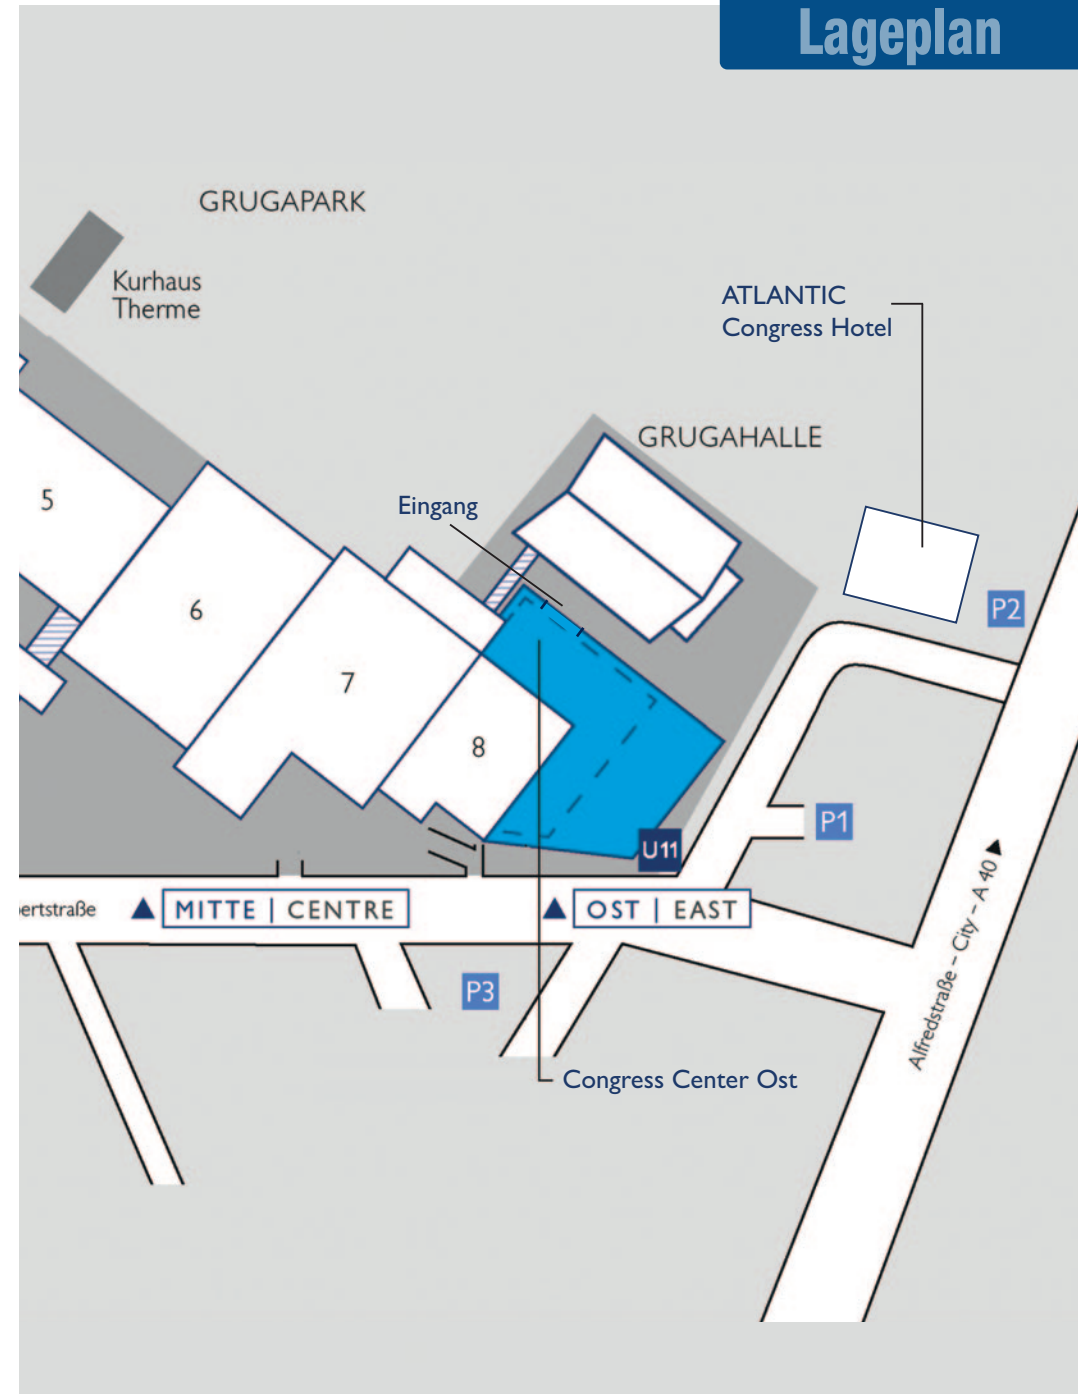 Lageplan
GRUGAPARK
Kurhaus
Therme
ATLANTIC
Congress Hotel
GRUGAHALLE
Eingang
5
6
7
8
P2
P1
U11
ertstraße
MITTE | CENTRE
OST | EAST
P3
Alfredstraße – City – A 40
Congress Center Ost